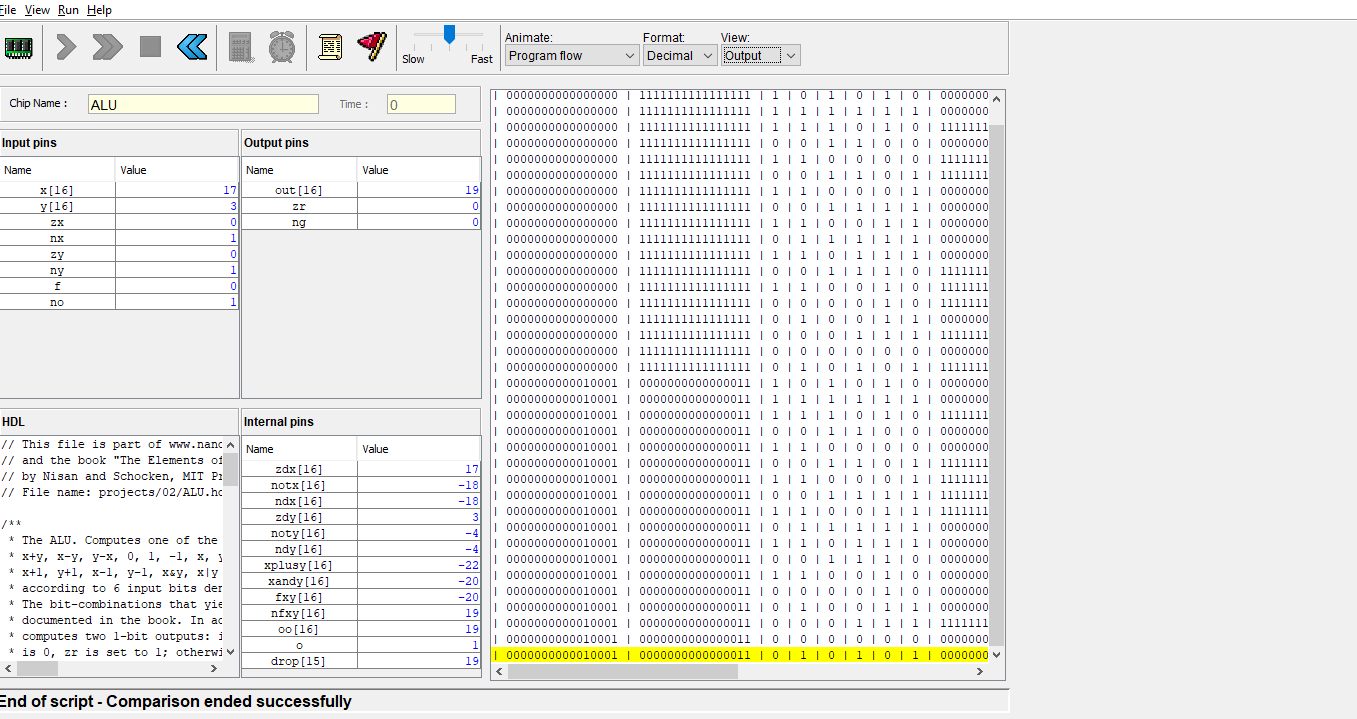 File View Run Help
Slow Fast
Animate: Format: View:
Program flow Decimal Output
Chip Name : ALU Time : 0
Input pins
Name Value
x[16] 17
y[16] 3
zx 0
nx 1
zy 0
ny 1
f 0
no 1
Output pins
Name Value
out[16] 19
zr 0
ng 0
HDL
// This file is part of www.nanc
// and the book "The Elements of
// by Nisan and Schocken, MIT Pr
// File name: projects/02/ALU.hd
/**
* The ALU. Computes one of the
* x+y, x-y, y-x, 0, 1, -1, x, y
* x+1, y+1, x-1, y-1, x&y, x|y
* according to 6 input bits den
* The bit-combinations that yie
* documented in the book. In ad
* computes two 1-bit outputs: i
* is 0, zr is set to 1; otherwi
Internal pins
Name Value
zdx[16] 17
notx[16] -18
ndx[16] -18
zdy[16] 3
noty[16] -4
ndy[16] -4
xplusy[16] -22
xandy[16] -20
fxy[16] -20
nfxy[16] 19
oo[16] 19
o 1
drop[15] 19
| 0000000000000000 | 1111111111111111 | 1 | 0 | 1 | 0 | 1 | 0 | 0000000
| 0000000000000000 | 1111111111111111 | 1 | 1 | 1 | 1 | 1 | 1 | 0000000
| 0000000000000000 | 1111111111111111 | 1 | 1 | 1 | 0 | 1 | 0 | 1111111
| 0000000000000000 | 1111111111111111 | 0 | 0 | 1 | 1 | 0 | 0 | 0000000
| 0000000000000000 | 1111111111111111 | 1 | 1 | 0 | 0 | 0 | 0 | 1111111
| 0000000000000000 | 1111111111111111 | 0 | 0 | 1 | 1 | 0 | 1 | 1111111
| 0000000000000000 | 1111111111111111 | 1 | 1 | 0 | 0 | 0 | 1 | 0000000
| 0000000000000000 | 1111111111111111 | 0 | 0 | 1 | 1 | 1 | 1 | 0000000
| 0000000000000000 | 1111111111111111 | 1 | 1 | 0 | 0 | 1 | 1 | 0000000
| 0000000000000000 | 1111111111111111 | 0 | 1 | 1 | 1 | 1 | 1 | 0000000
| 0000000000000000 | 1111111111111111 | 1 | 1 | 0 | 1 | 1 | 1 | 0000000
| 0000000000000000 | 1111111111111111 | 0 | 0 | 1 | 1 | 1 | 0 | 1111111
| 0000000000000000 | 1111111111111111 | 1 | 1 | 0 | 0 | 1 | 0 | 1111111
| 0000000000000000 | 1111111111111111 | 0 | 0 | 0 | 0 | 1 | 0 | 1111111
| 0000000000000000 | 1111111111111111 | 0 | 1 | 0 | 0 | 1 | 1 | 0000000
| 0000000000000000 | 1111111111111111 | 0 | 0 | 0 | 1 | 1 | 1 | 1111111
| 0000000000000000 | 1111111111111111 | 0 | 0 | 0 | 0 | 0 | 0 | 0000000
| 0000000000000000 | 1111111111111111 | 0 | 1 | 0 | 1 | 0 | 1 | 1111111
| 0000000000010001 | 0000000000000011 | 1 | 0 | 1 | 0 | 1 | 0 | 0000000
| 0000000000010001 | 0000000000000011 | 1 | 1 | 1 | 1 | 1 | 1 | 0000000
| 0000000000010001 | 0000000000000011 | 1 | 1 | 1 | 0 | 1 | 0 | 1111111
| 0000000000010001 | 0000000000000011 | 0 | 0 | 1 | 1 | 0 | 0 | 0000000
| 0000000000010001 | 0000000000000011 | 1 | 1 | 0 | 0 | 0 | 0 | 0000000
| 0000000000010001 | 0000000000000011 | 0 | 0 | 1 | 1 | 0 | 1 | 1111111
| 0000000000010001 | 0000000000000011 | 1 | 1 | 0 | 0 | 0 | 1 | 1111111
| 0000000000010001 | 0000000000000011 | 0 | 0 | 1 | 1 | 1 | 1 | 1111111
| 0000000000010001 | 0000000000000011 | 1 | 1 | 0 | 0 | 1 | 1 | 1111111
| 0000000000010001 | 0000000000000011 | 0 | 1 | 1 | 1 | 1 | 1 | 0000000
| 0000000000010001 | 0000000000000011 | 1 | 1 | 0 | 1 | 1 | 1 | 0000000
| 0000000000010001 | 0000000000000011 | 0 | 0 | 1 | 1 | 1 | 0 | 0000000
| 0000000000010001 | 0000000000000011 | 1 | 1 | 0 | 0 | 1 | 0 | 0000000
| 0000000000010001 | 0000000000000011 | 0 | 0 | 0 | 0 | 1 | 0 | 0000000
| 0000000000010001 | 0000000000000011 | 0 | 1 | 0 | 0 | 1 | 1 | 0000000
| 0000000000010001 | 0000000000000011 | 0 | 0 | 0 | 1 | 1 | 1 | 1111111
| 0000000000010001 | 0000000000000011 | 0 | 0 | 0 | 0 | 0 | 0 | 0000000
| 0000000000010001 | 0000000000000011 | 0 | 1 | 0 | 1 | 0 | 1 | 0000000
End of script - Comparison ended successfully